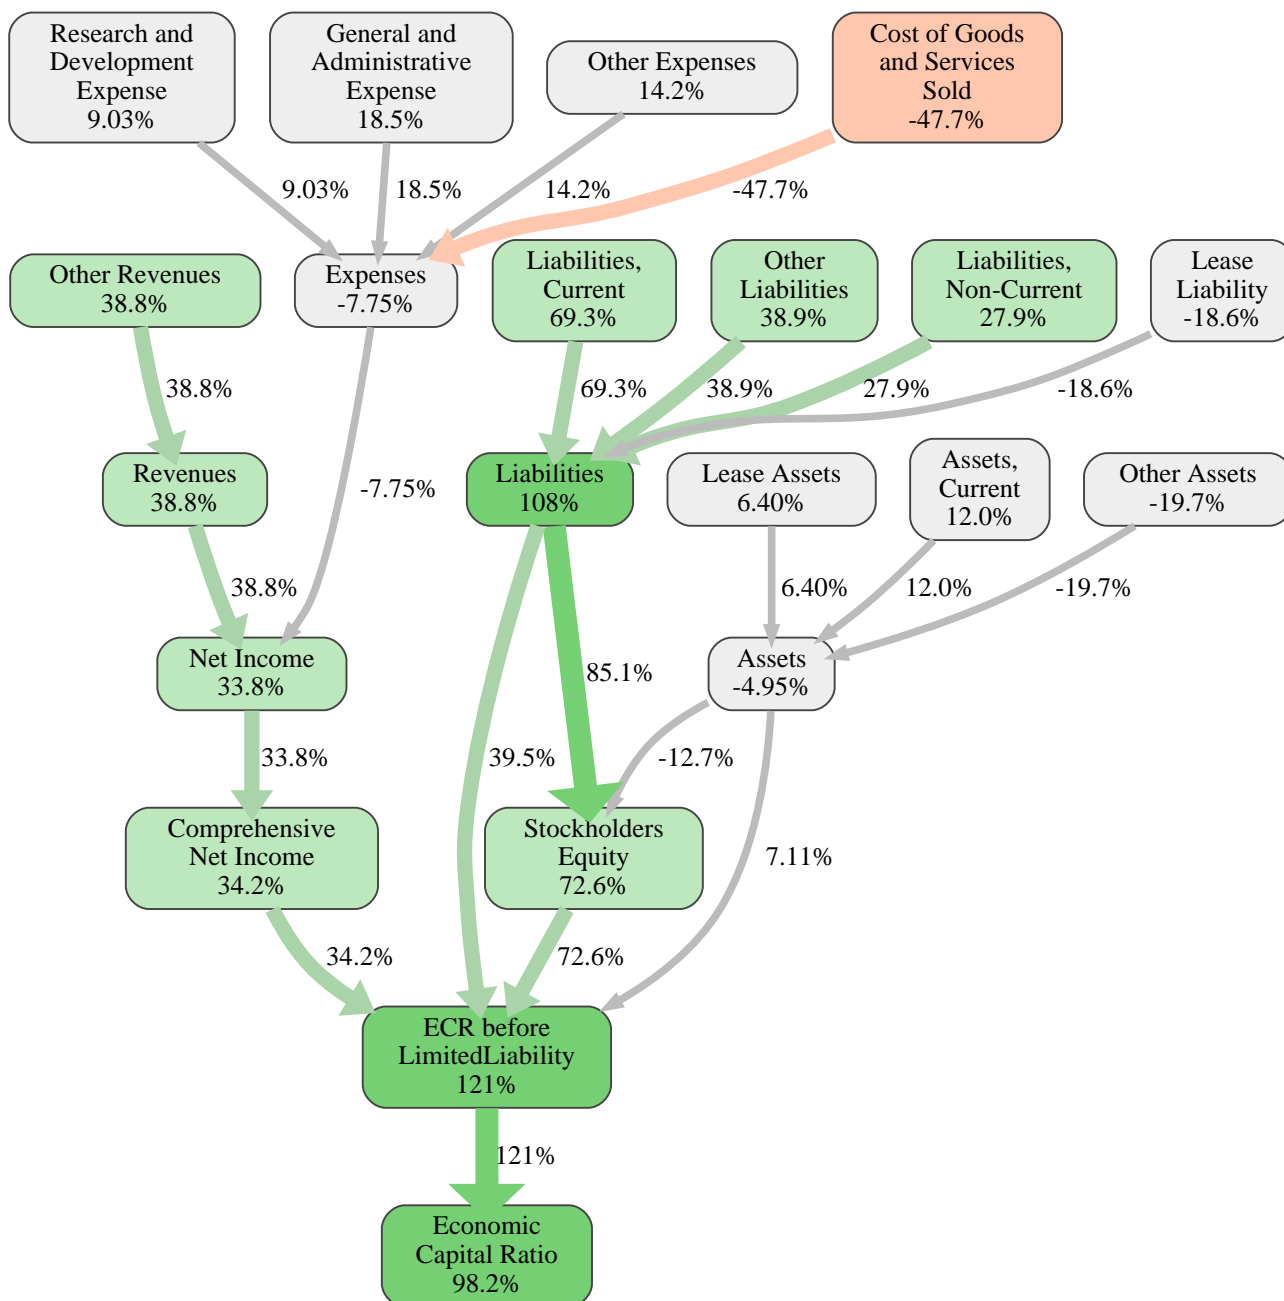 Research and
Development
Expense
9.03%
General and
Administrative
Expense
18.5%
Other Expenses
14.2%
Cost of Goods
and Services
Sold
-47.7%
9.03%
18.5%
14.2%
-47.7%
Other Revenues
38.8%
Expenses
-7.75%
Liabilities,
Current
69.3%
Other
Liabilities
38.9%
Liabilities,
Non-Current
27.9%
Lease
Liability
-18.6%
38.8%
69.3%
38.9%
27.9%
-18.6%
Revenues
38.8%
-7.75%
Liabilities
108%
Lease Assets
6.40%
Assets,
Current
12.0%
Other Assets
-19.7%
38.8%
6.40%
12.0%
-19.7%
Net Income
33.8%
85.1%
Assets
-4.95%
33.8%
39.5%
-12.7%
Comprehensive
Net Income
34.2%
Stockholders
Equity
72.6%
7.11%
34.2%
72.6%
ECR before
LimitedLiability
121%
121%
Economic
Capital Ratio
98.2%